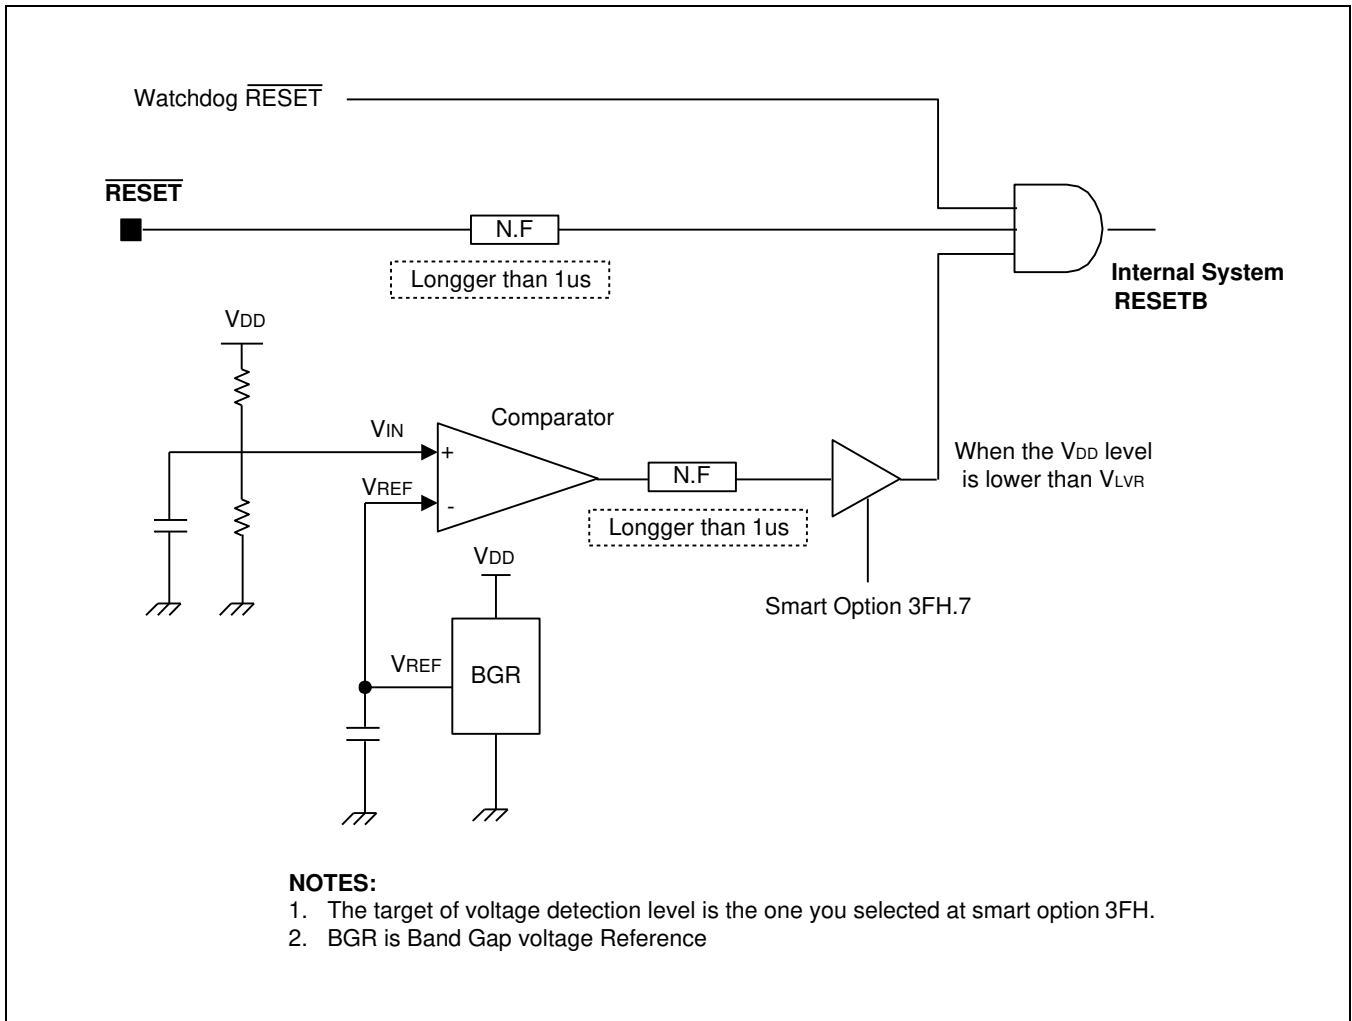 Watchdog RESET
RESET
N.F
Longger than 1us
Internal System
RESETB
VDD
Comparator
VIN
+
VREF
-
N.F
Longger than 1us
When the VDD level
is lower than VLVR
VDD
Smart Option 3FH.7
VREF
BGR
NOTES:
1. The target of voltage detection level is the one you selected at smart option 3FH.
2. BGR is Band Gap voltage Reference